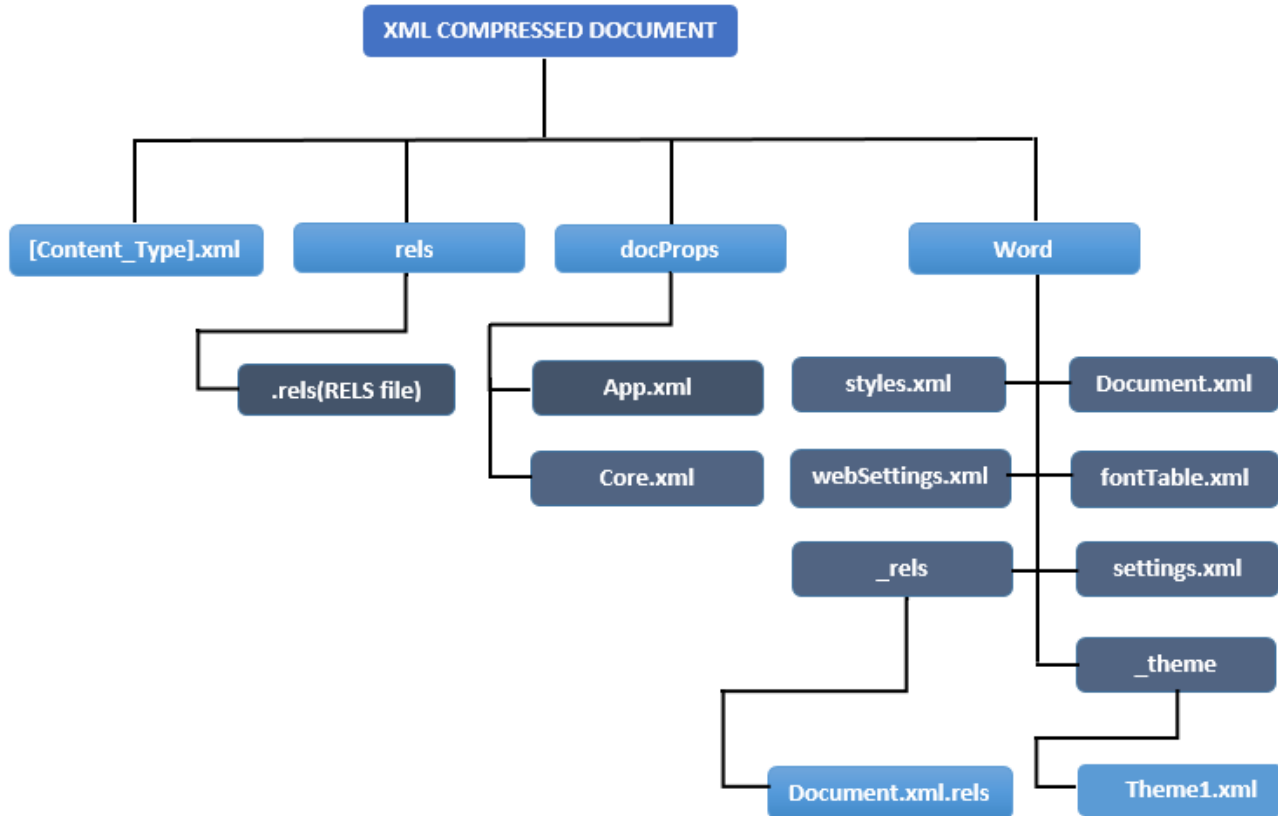 XML COMPRESSED DOCUMENT
[Content_Type].xml
rels
docProps
Word
.rels(RELS file)
App.xml
styles.xml
Document.xml
Core.xml
webSettings.xml
fontTable.xml
_rels
settings.xml
_theme
Document.xml.rels
Theme1.xml